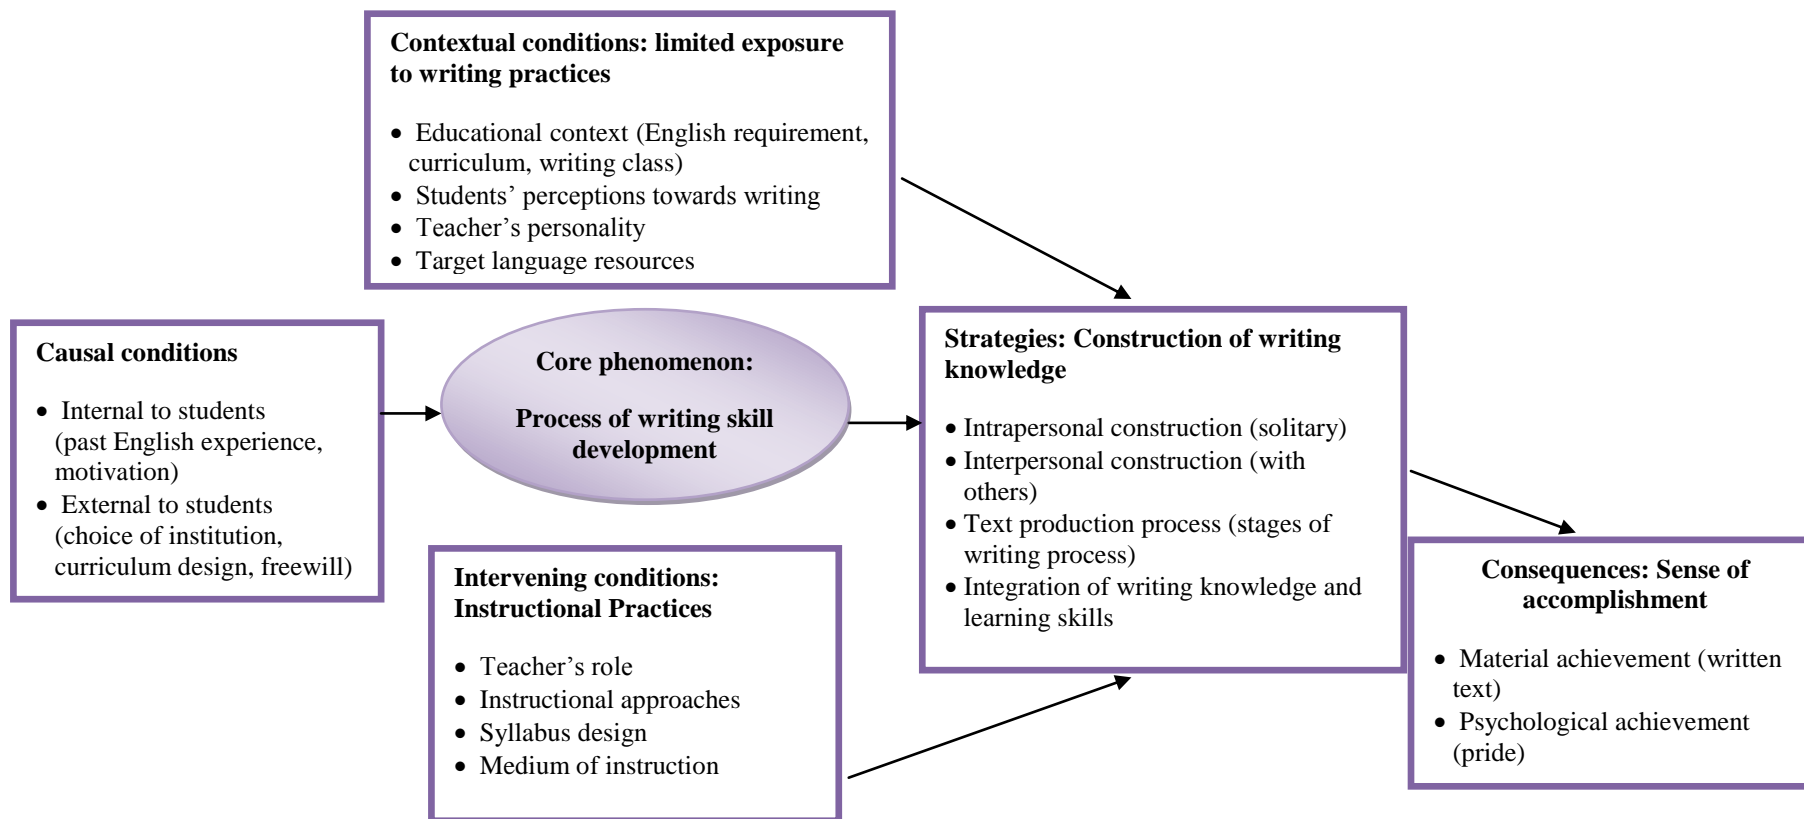 Contextual conditions: limited exposure
to writing practices
• Educational context (English requirement,
curriculum, writing class)
• Students’ perceptions towards writing
• Teacher’s personality
• Target language resources
Causal conditions
• Internal to students
(past English experience,
motivation)
• External to students
(choice of institution,
curriculum design, freewill)
Core phenomenon:
Process of writing skill
development
Intervening conditions:
Instructional Practices
• Teacher’s role
• Instructional approaches
• Syllabus design
• Medium of instruction
Strategies: Construction of writing
knowledge
• Intrapersonal construction (solitary)
• Interpersonal construction (with
others)
• Text production process (stages of
writing process)
• Integration of writing knowledge and
learning skills
Consequences: Sense of
accomplishment
• Material achievement (written
text)
• Psychological achievement
(pride)